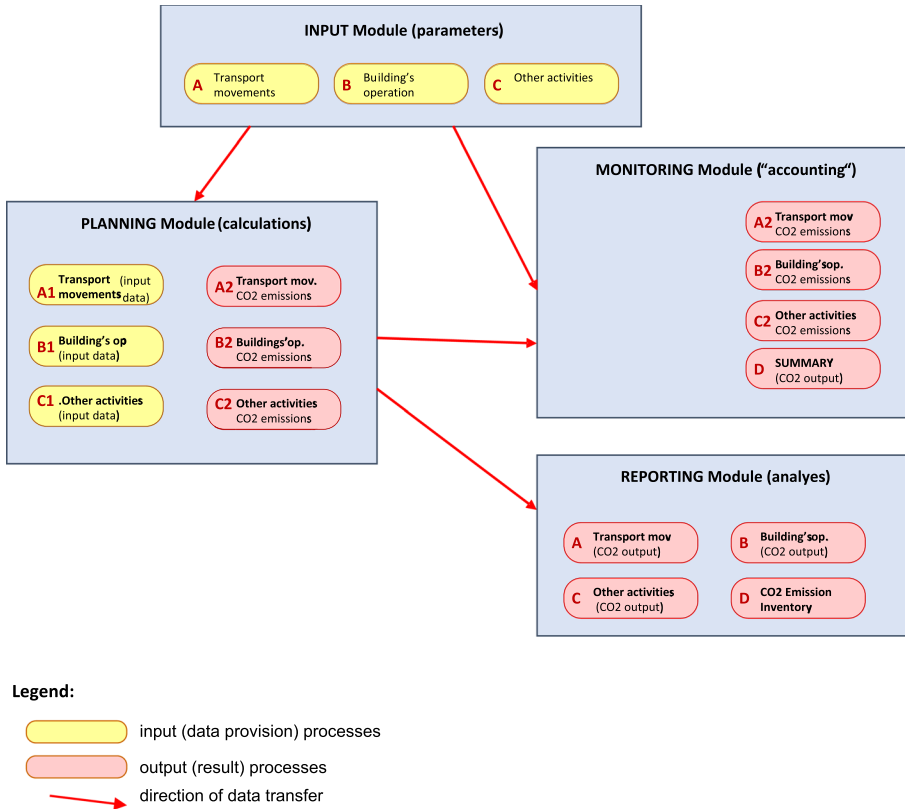 INPUT Module (parameters)
A Transport
movements
B Building's
operation
C Other activities
MONITORING Module (“accounting“)
A2 Transport mov
CO2 emissions
B2 Building’sop.
CO2 emissions
C2 Other activities
CO2 emissions
D SUMMARY
(CO2 output)
PLANNING Module (calculations)
A1 Transport (input
movements data)
B1 Building’s op
(input data)
C1 .Other activities
(input data)
A2 Transport mov.
CO2 emissions
B2 Buildings’op.
CO2 emissions
C2 Other activities
CO2 emissions
REPORTING Module (analyes)
A Transport mov
(CO2 output)
B Building’sop.
(CO2 output)
C Other activities
(CO2 output)
D CO2 Emission
Inventory
Legend:
input (data provision) processes
output (result) processes
direction of data transfer